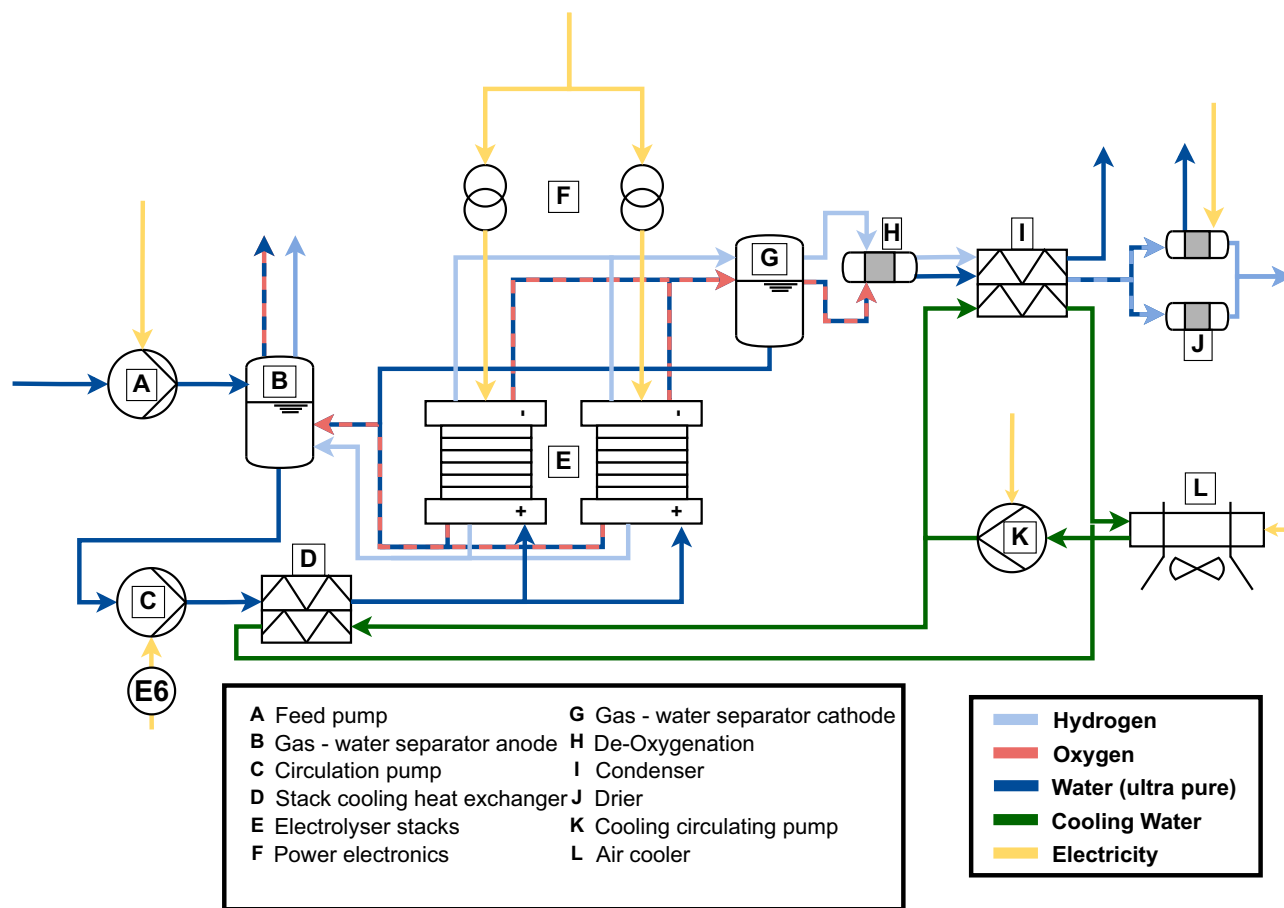 F
H
I
G
A
B
J
- -
E
L
+ +
K
D
C
E6
A Feed pump
B Gas - water separator anode
C Circulation pump
D Stack cooling heat exchanger
E Electrolyser stacks
F Power electronics
G Gas - water separator cathode
H De-Oxygenation
I Condenser
J Drier
K Cooling circulating pump
L Air cooler
Hydrogen
Oxygen
Water (ultra pure)
Cooling Water
Electricity